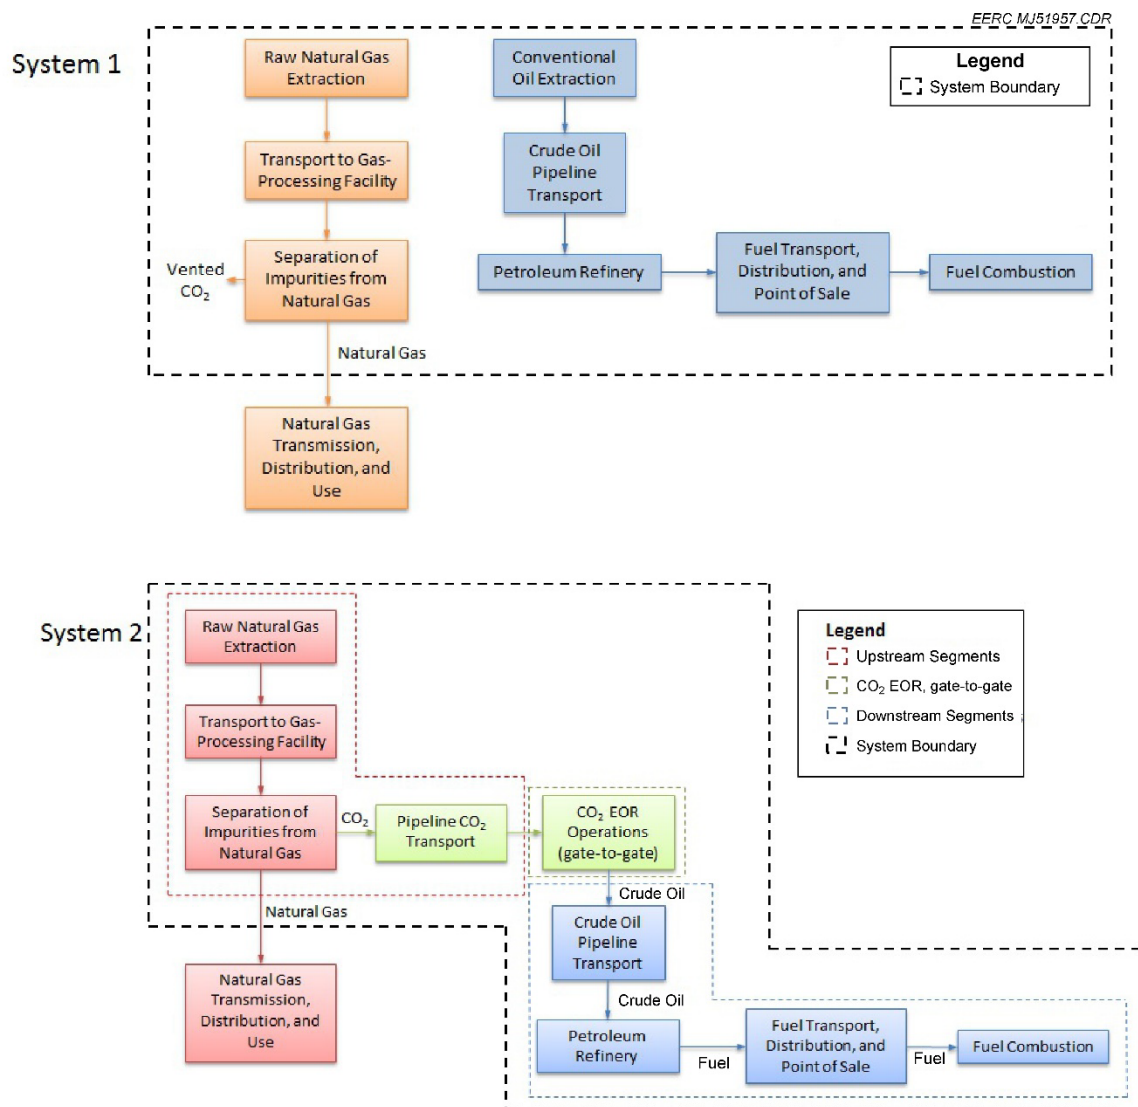 EERC MJ51957.CDR
System 1
Raw Natural Gas
Extraction
Conventional
Oil Extraction
Legend
System Boundary
Transport to Gas-
Processing Facility
Crude Oil
Pipeline
Transport
Vented
CO₂
Separation of
Impurities from
Natural Gas
Petroleum Refinery
Fuel Transport,
Distribution, and
Point of Sale
Fuel Combustion
Natural Gas
Natural Gas
Transmission,
Distribution, and
Use
System 2
Raw Natural Gas
Extraction
Legend
Upstream Segments
CO₂ EOR, gate-to-gate
Downstream Segments ;
System Boundary
Transport to Gas-
Processing Facility
Separation of
Impurities from
Natural Gas
CO₂
Pipeline CO₂
Transport
CO₂ EOR
Operations
(gate-to-gate)
Crude Oil
Natural Gas
Crude Oil
Pipeline
Transport
Natural Gas
Transmission,
Distribution, and
Use
Crude Oil
Petroleum
Refinery
Fuel
Fuel Transport,
Distribution, and
Point of Sale
Fuel
Fuel Combustion